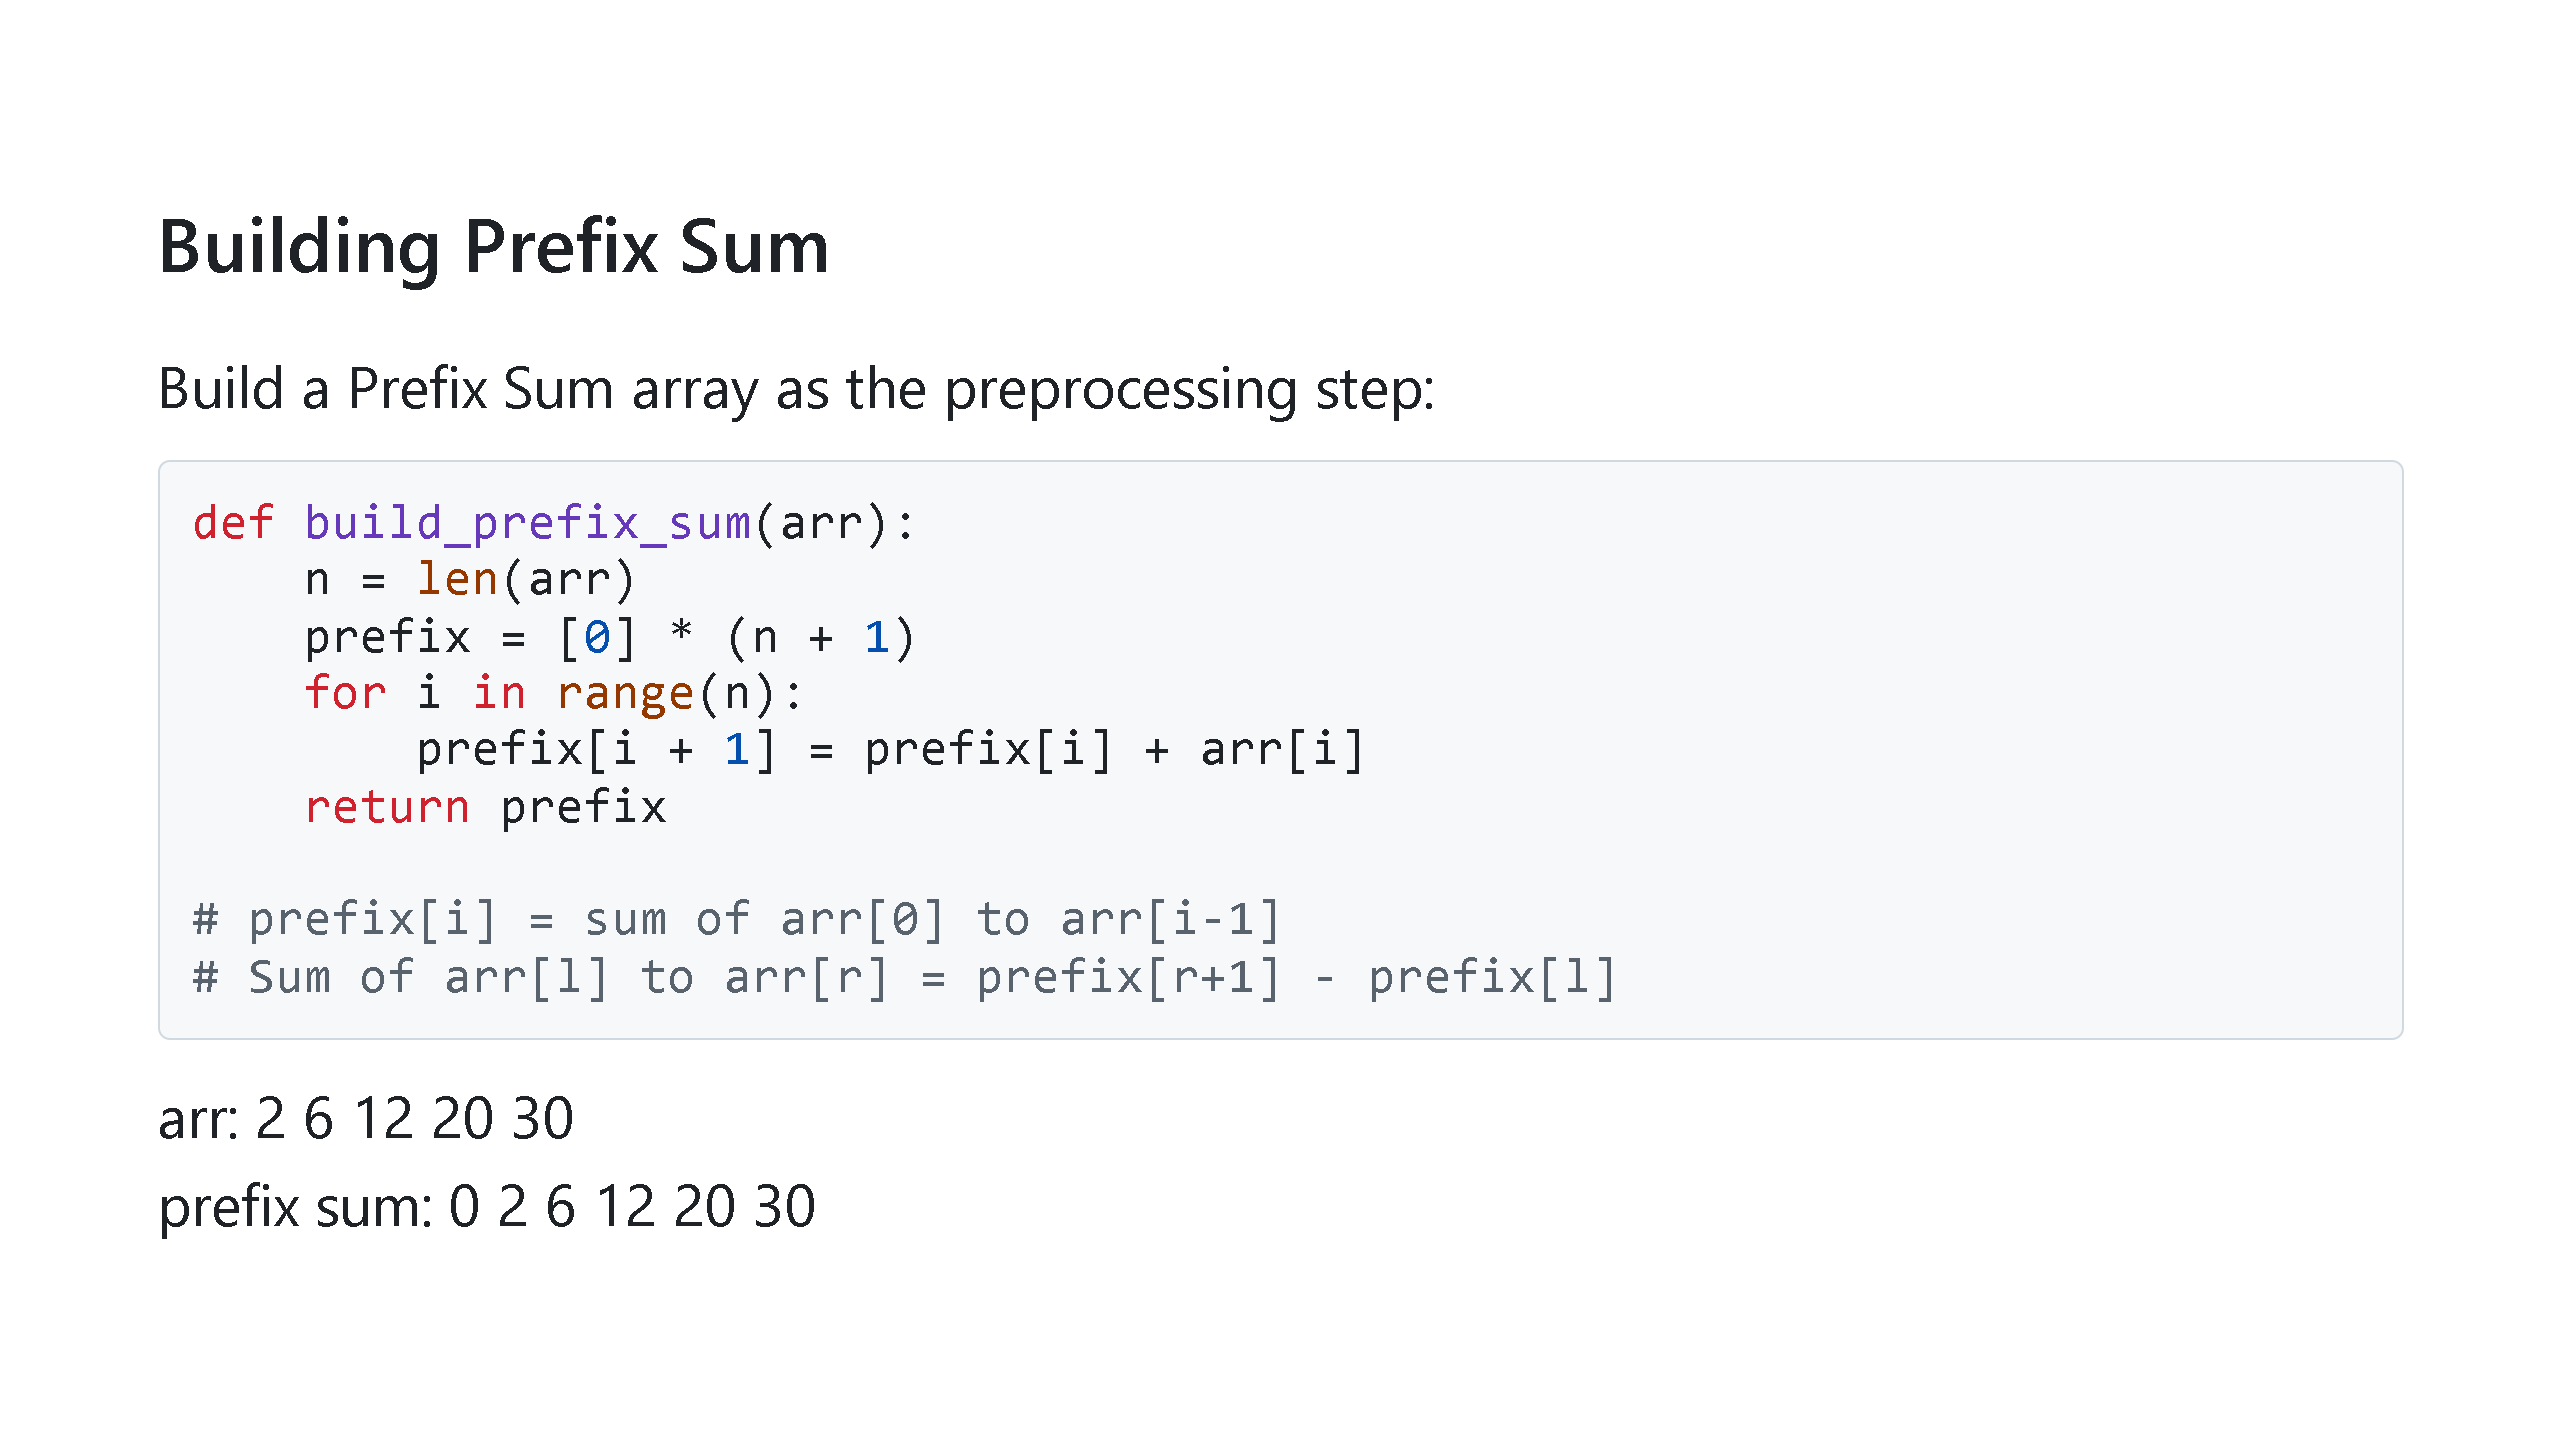 Building Prefix Sum
Build a Prefix Sum array as the preprocessing step:
def build_prefix_sum(arr):
    n = len(arr)
    prefix = [0] * (n + 1)
    for i in range(n):
        prefix[i + 1] = prefix[i] + arr[i]
    return prefix

# prefix[i] = sum of arr[0] to arr[i-1]
# Sum of arr[l] to arr[r] = prefix[r+1] - prefix[l]
arr: 2 6 12 20 30
prefix sum: 0 2 6 12 20 30